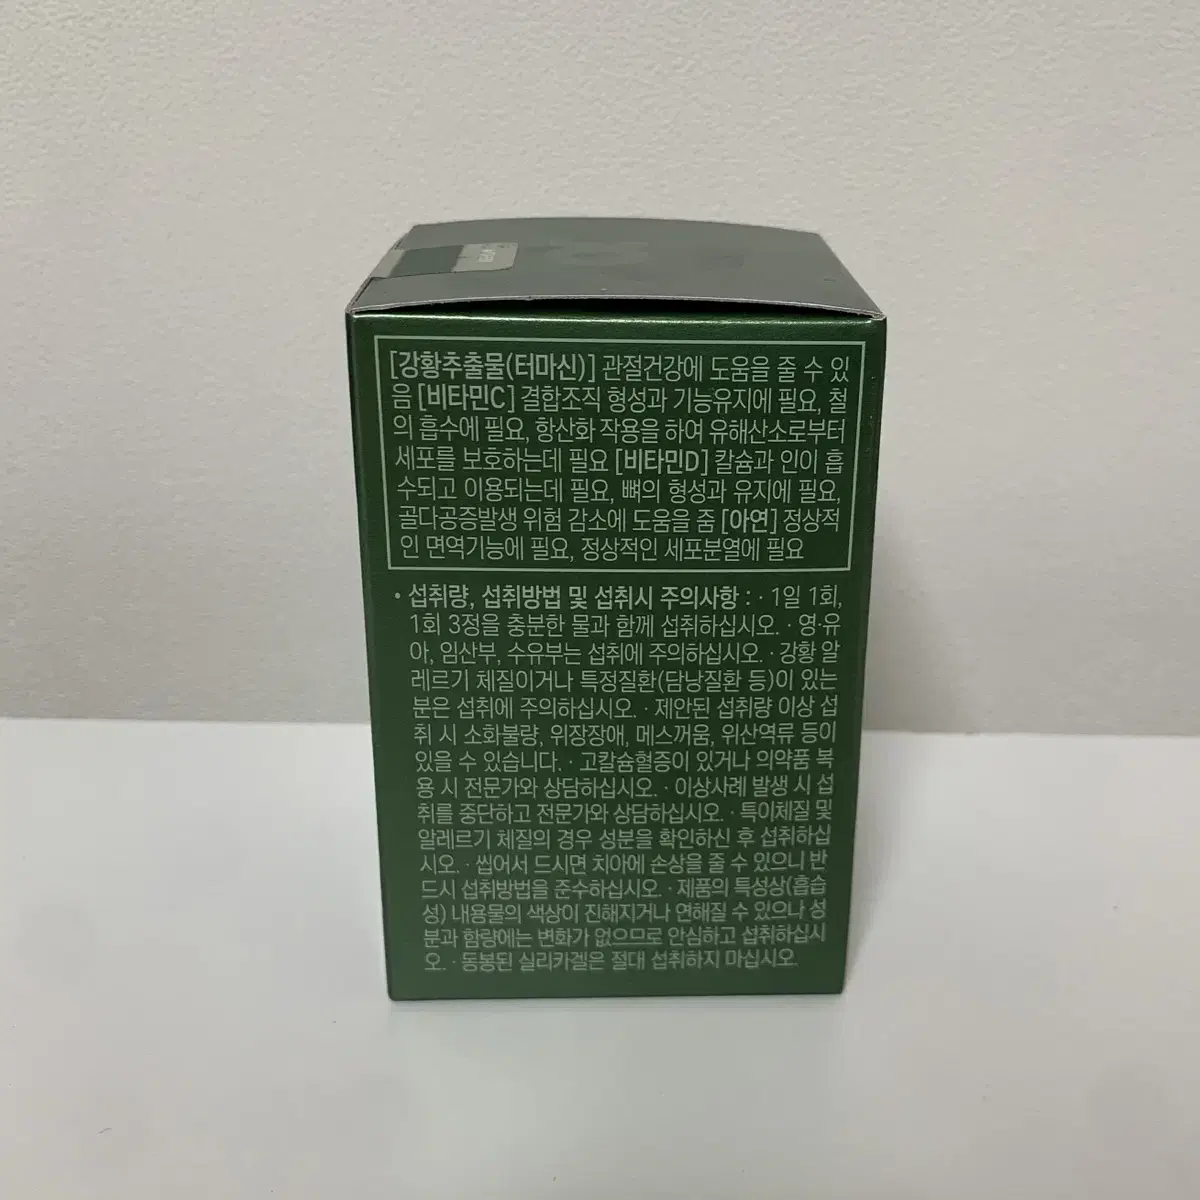 [강황추출물(터마신)] 관절건강에 도움을 줄 수 있
음 [비타민C] 결합조직 형성과 기능유지에 필요, 철
의 흡수에 필요, 항산화 작용을 하여 유해산소로부터
세포를 보호하는데 필요 [비타민D] 칼슘과 인이 흡
수되고 이용되는데 필요, 뼈의 형성과 유지에 필요,
골다공증발생 위험 감소에 도움을 줌 [아연] 정상적
인 면역기능에 필요, 정상적인 세포분열에 필요
• 섭취량, 섭취방법 및 섭취시 주의사항 : · 1일 1회,
1회 3정을 충분한 물과 함께 섭취하십시오. · 영·유
아, 임산부, 수유부는 섭취에 주의하십시오. · 강황 알
레르기 체질이거나 특정질환(담낭질환 등)이 있는
분은 섭취에 주의하십시오. · 제안된 섭취량 이상 섭
취 시 소화불량, 위장장애, 메스꺼움, 위산역류 등이
있을 수 있습니다. · 고칼슘혈증이 있거나 의약품 복
용 시 전문가와 상담하십시오. · 이상사례 발생 시 섭
취를 중단하고 전문가와 상담하십시오. · 특이체질 및
알레르기 체질의 경우 성분을 확인하신 후 섭취하십
시오. · 씹어서 드시면 치아에 손상을 줄 수 있으니 반
드시 섭취방법을 준수하십시오. · 제품의 특성상(흡습
성) 내용물의 색상이 진해지거나 연해질 수 있으나 성
분과 함량에는 변화가 없으므로 안심하고 섭취하십시
오. · 동봉된 실리카겔은 절대 섭취하지 마십시오.